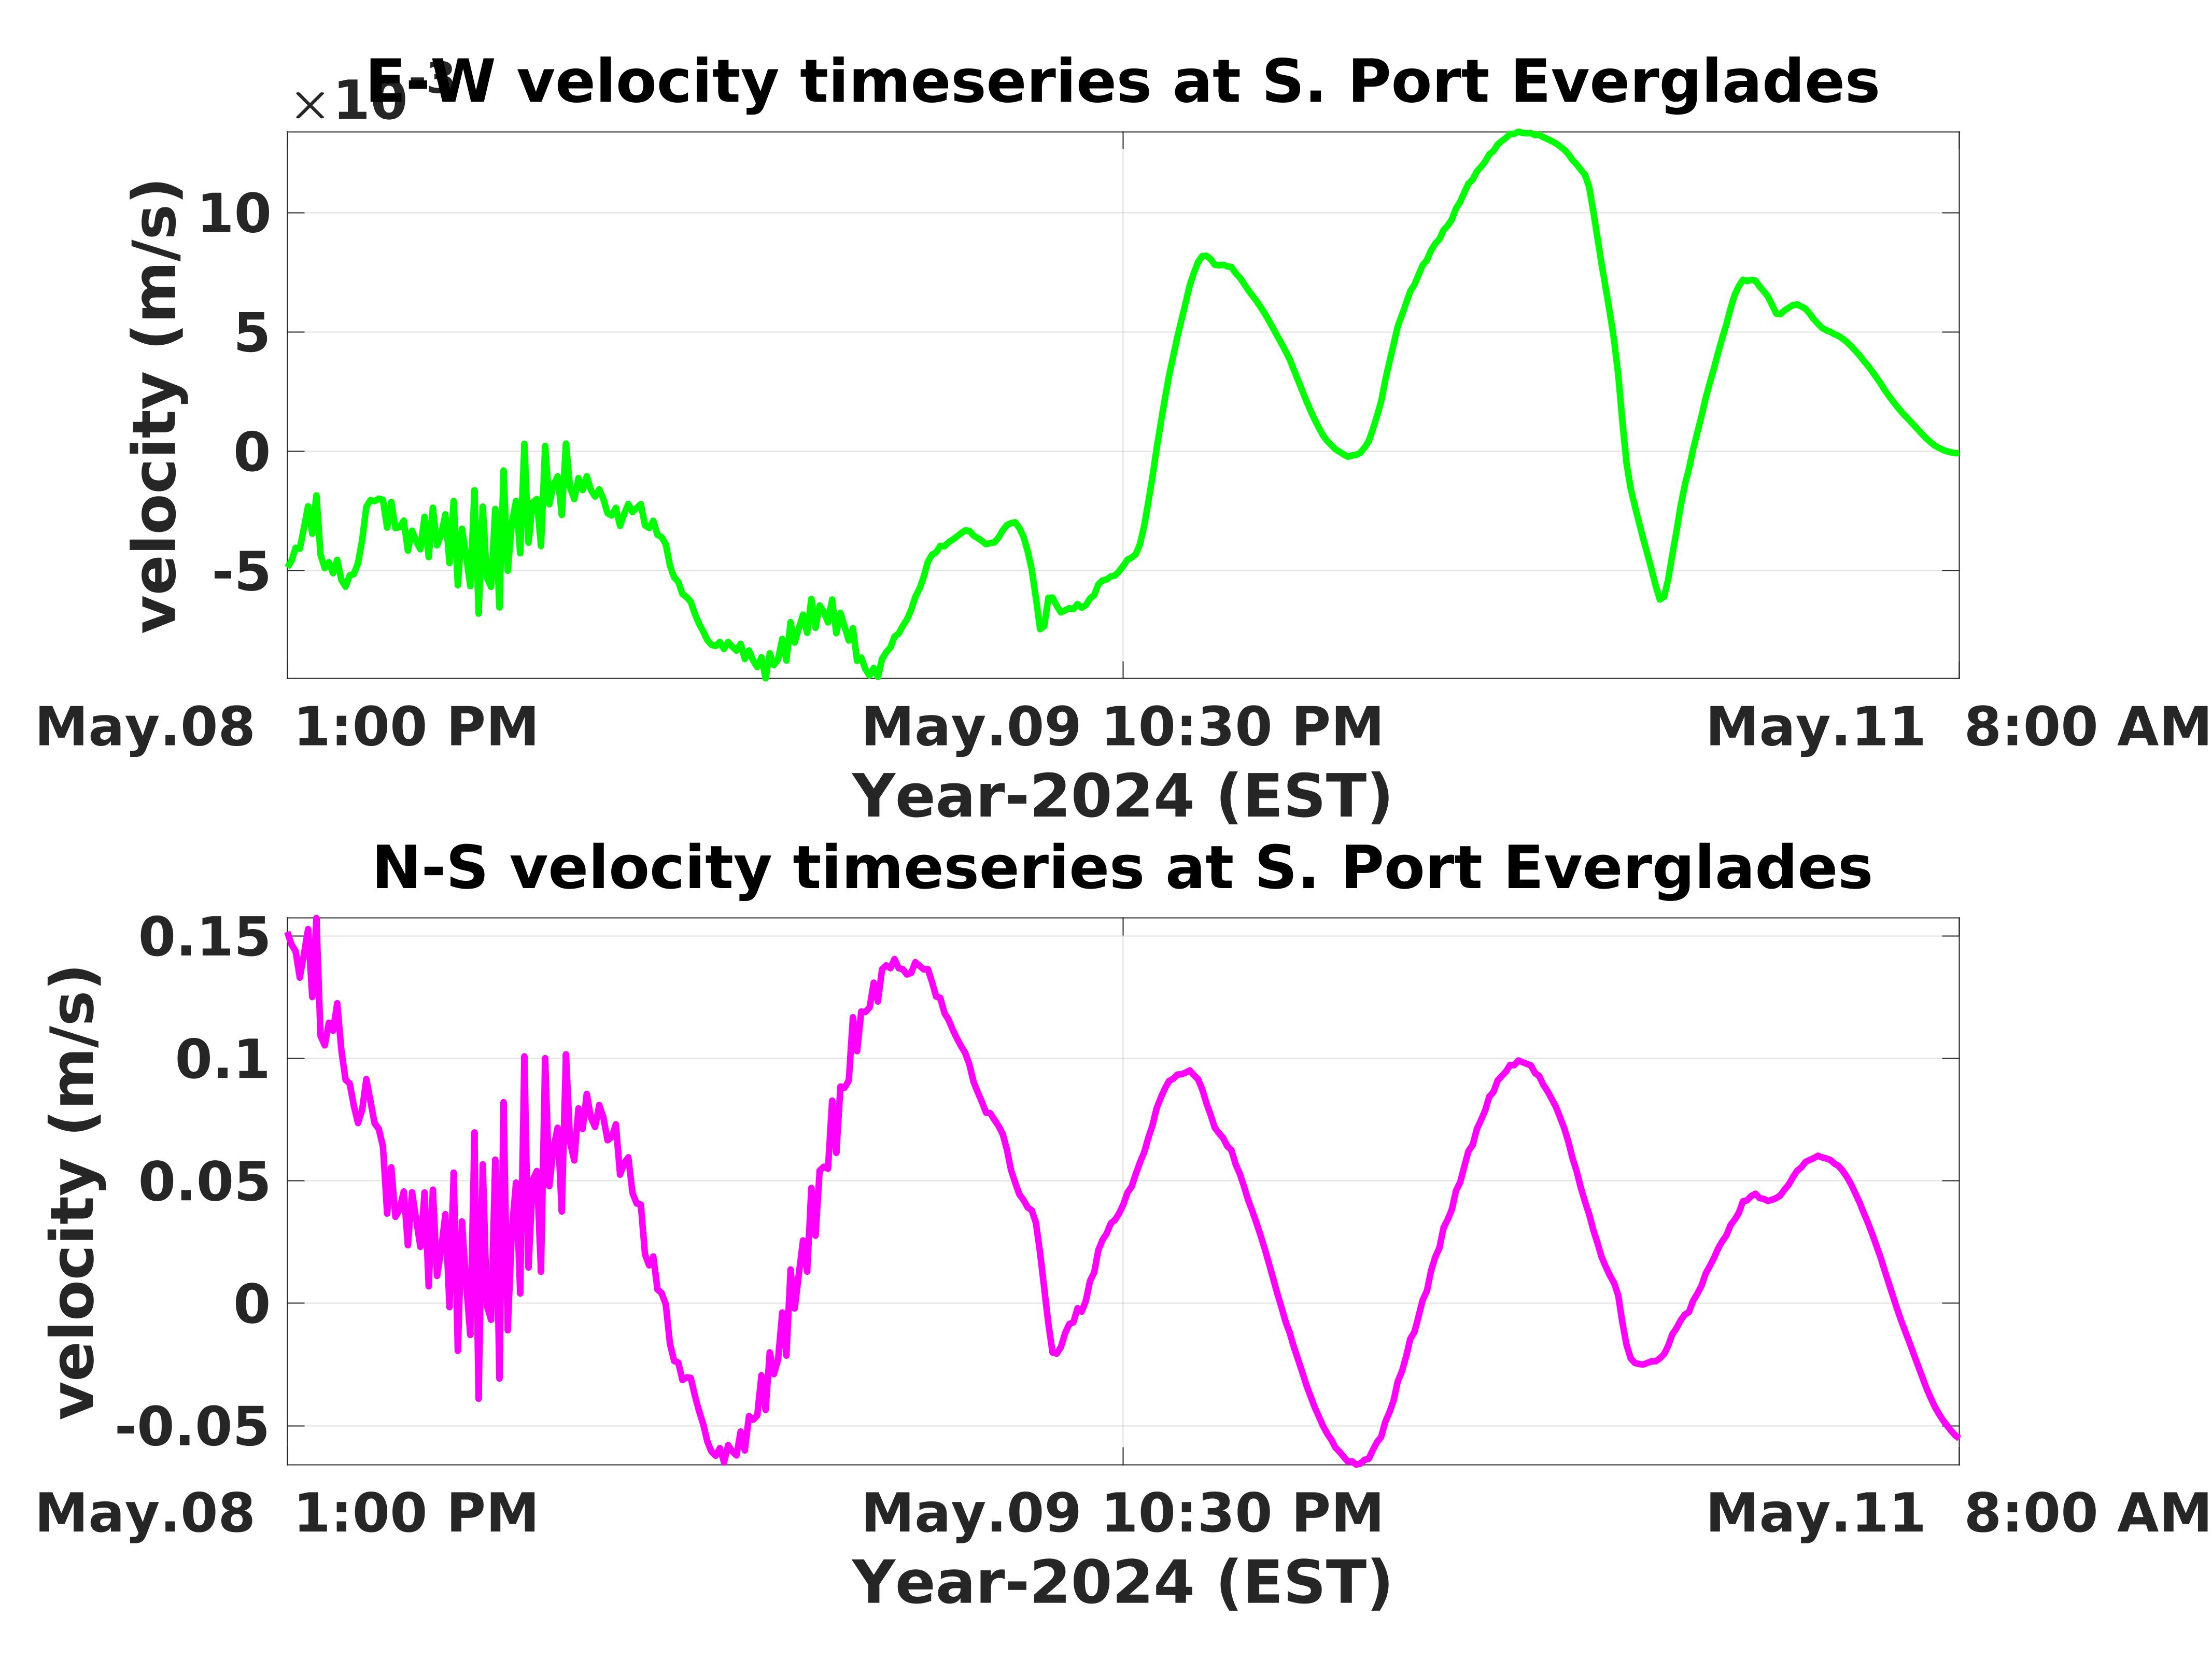 E-W velocity timeseries at S. Port Everglades
×10-3
velocity (m/s)
10
5
0
-5
May.08  1:00 PM
May.09 10:30 PM
May.11  8:00 AM
Year-2024 (EST)
N-S velocity timeseries at S. Port Everglades
velocity (m/s)
0.15
0.1
0.05
0
-0.05
May.08  1:00 PM
May.09 10:30 PM
May.11  8:00 AM
Year-2024 (EST)